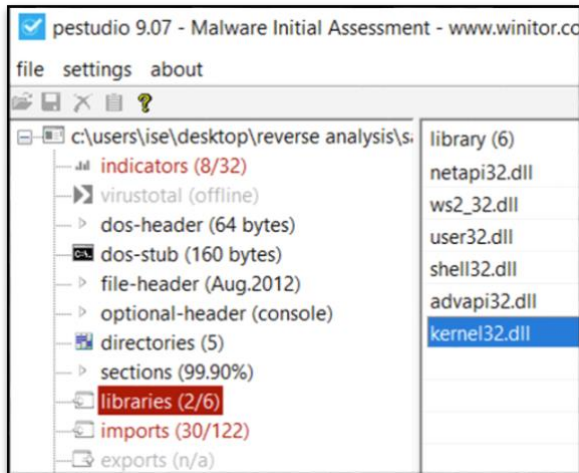 pestudio 9.07 - Malware Initial Assessment - www.winitor.co
file settings about
c:\users\ise\desktop\reverse analysis\s
indicators (8/32)
virustotal (offline)
dos-header (64 bytes)
dos-stub (160 bytes)
file-header (Aug.2012)
optional-header (console)
directories (5)
sections (99.90%)
libraries (2/6)
imports (30/122)
exports (n/a)
library (6)
netapi32.dll
ws2_32.dll
user32.dll
shell32.dll
advapi32.dll
kernel32.dll